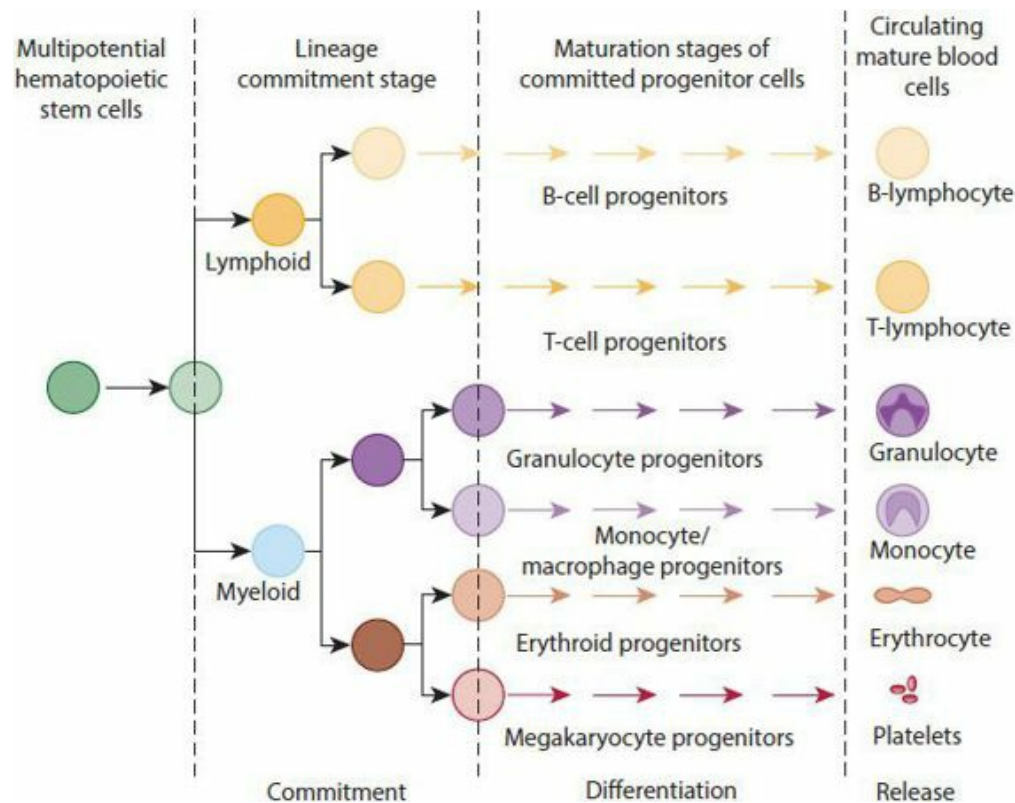 Multipotential
hematopoietic
stem cells
Lineage
commitment stage
Maturation stages of
committed progenitor cells
Circulating
mature blood
cells
B-cell progenitors
B-lymphocyte
Lymphoid
T-cell progenitors
T-lymphocyte
Granulocyte progenitors
Granulocyte
Monocyte/
macrophage progenitors
Monocyte
Myeloid
Erythroid progenitors
Erythrocyte
Megakaryocyte progenitors
Platelets
Commitment
Differentiation
Release